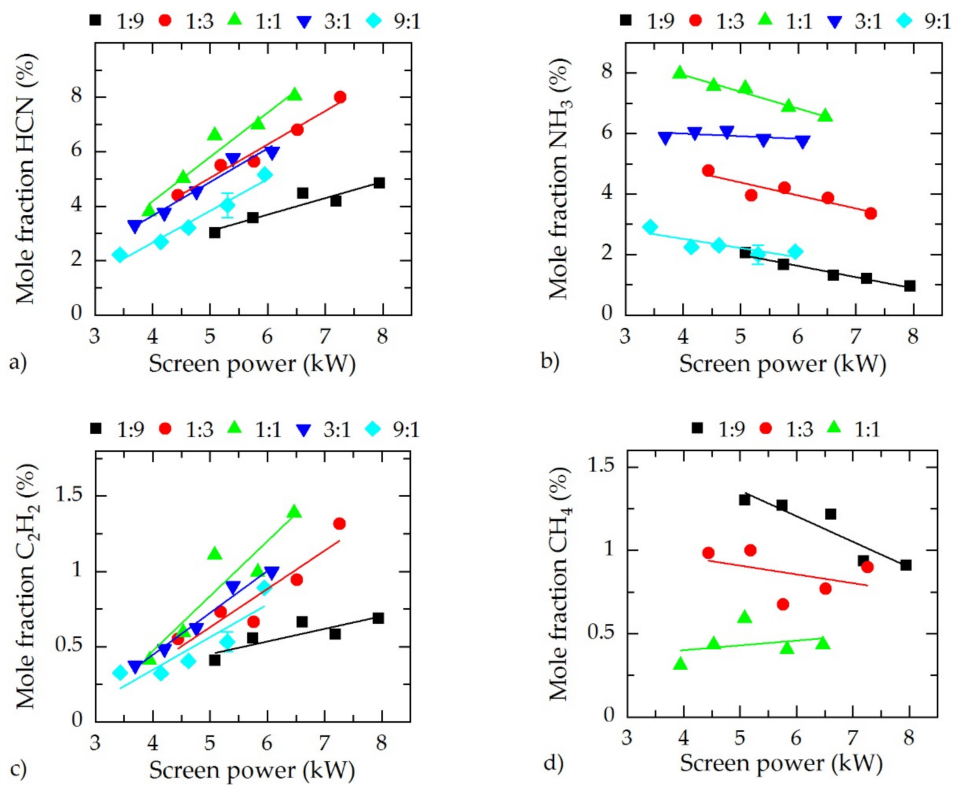 1:9 1:3 1:1 3:1 9:1
Mole fraction HCN (%)
8
6
4
2
0
3 4 5 6 7 8
Screen power (kW)
a)
1:9 1:3 1:1 3:1 9:1
Mole fraction NH₃ (%)
8
6
4
2
0
3 4 5 6 7 8
Screen power (kW)
b)
1:9 1:3 1:1 3:1 9:1
Mole fraction C₂H₂ (%)
1.5
1
0.5
0
3 4 5 6 7 8
Screen power (kW)
c)
1:9 1:3 1:1
Mole fraction CH₄ (%)
1.5
1
0.5
0
3 4 5 6 7 8
Screen power (kW)
d)